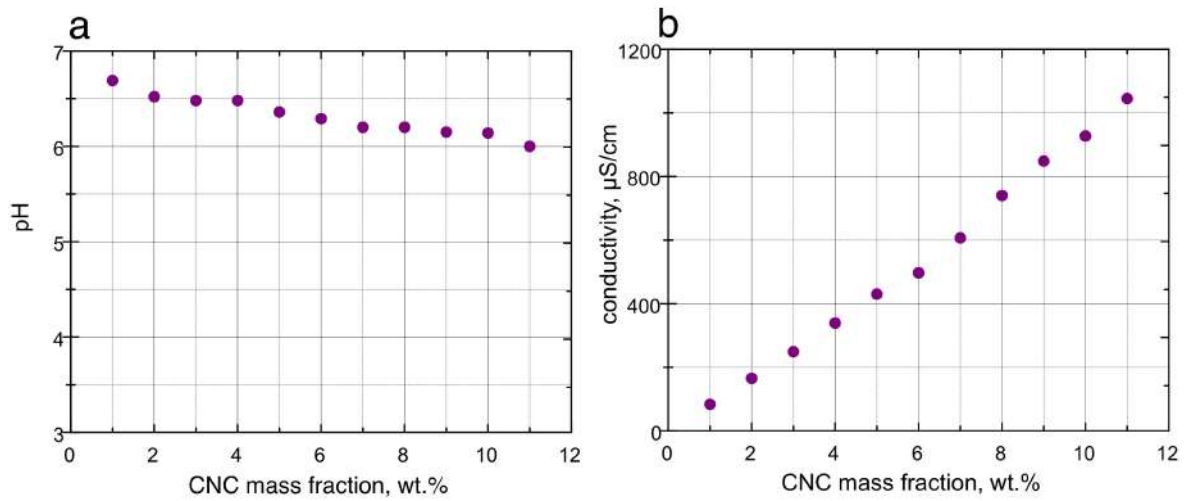 a
7
6
5
4
3
pH
0 2 4 6 8 10 12
CNC mass fraction, wt.%
b
1200
800
400
0
conductivity, µS/cm
0 2 4 6 8 10 12
CNC mass fraction, wt.%